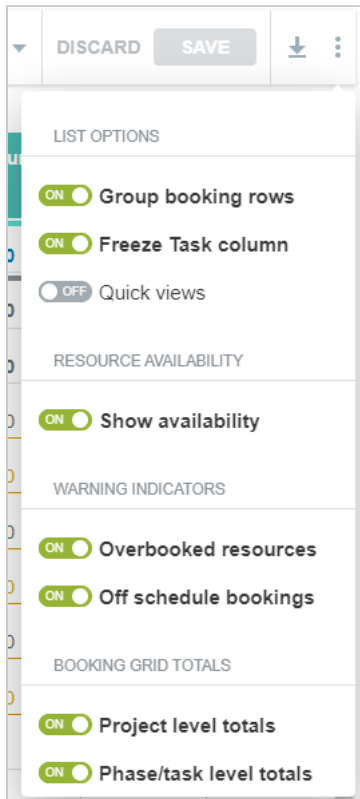 DISCARD SAVE
LIST OPTIONS
ON Group booking rows
ON Freeze Task column
OFF Quick views
RESOURCE AVAILABILITY
ON Show availability
WARNING INDICATORS
ON Overbooked resources
ON Off schedule bookings
BOOKING GRID TOTALS
ON Project level totals
ON Phase/task level totals